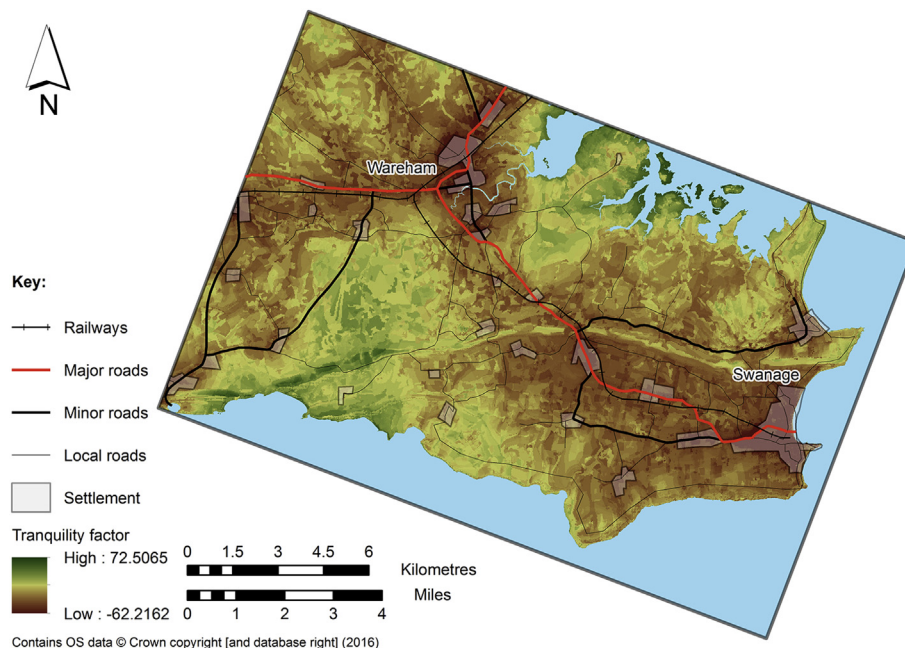 N
Wareham
Swanage
Key:
Railways
Major roads
Minor roads
Local roads
Settlement
Tranquility factor
High : 72.5065
Low : -62.2162
0 1.5 3 4.5 6
Kilometres
Miles
0 1 2 3 4
Contains OS data © Crown copyright [and database right] (2016)